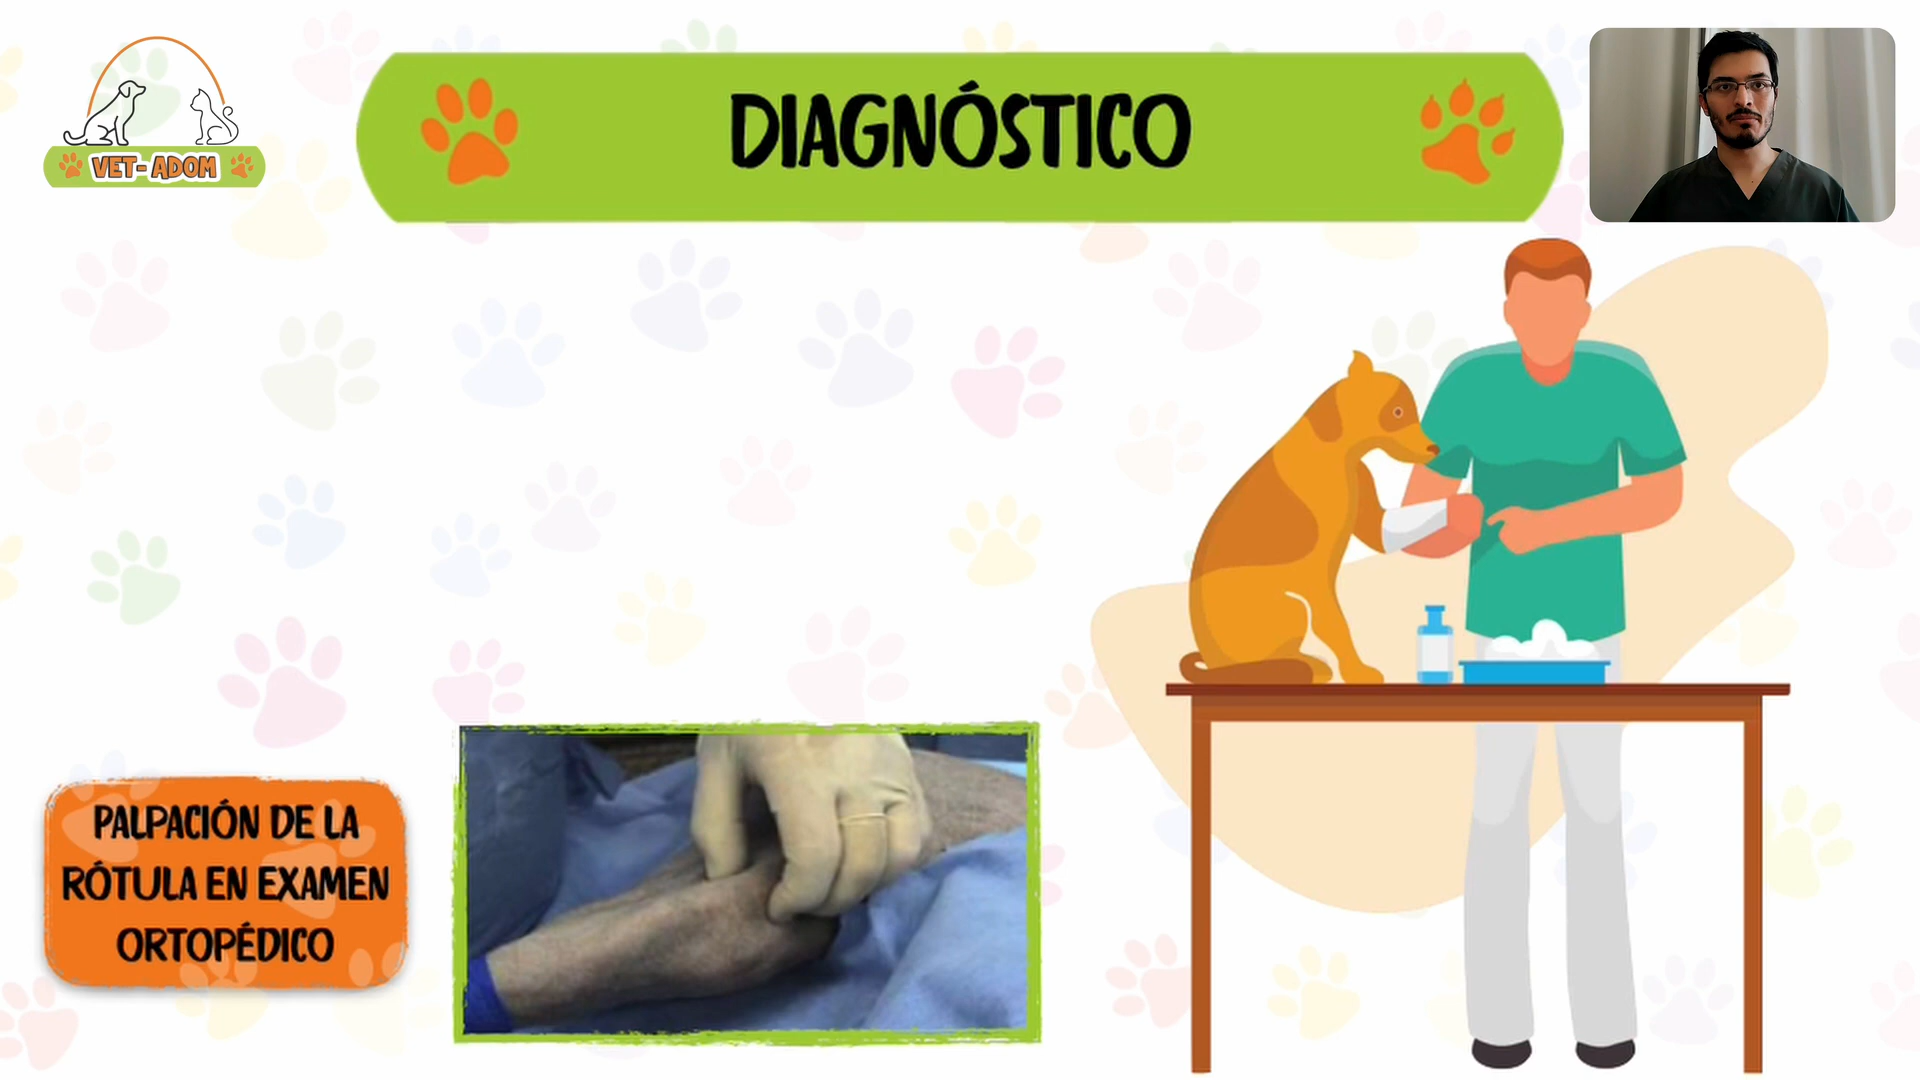 VET- ADOM
DIAGNÓSTICO
PALPACIÓN DE LA
RÓTULA EN EXAMEN
ORTOPÉDICO